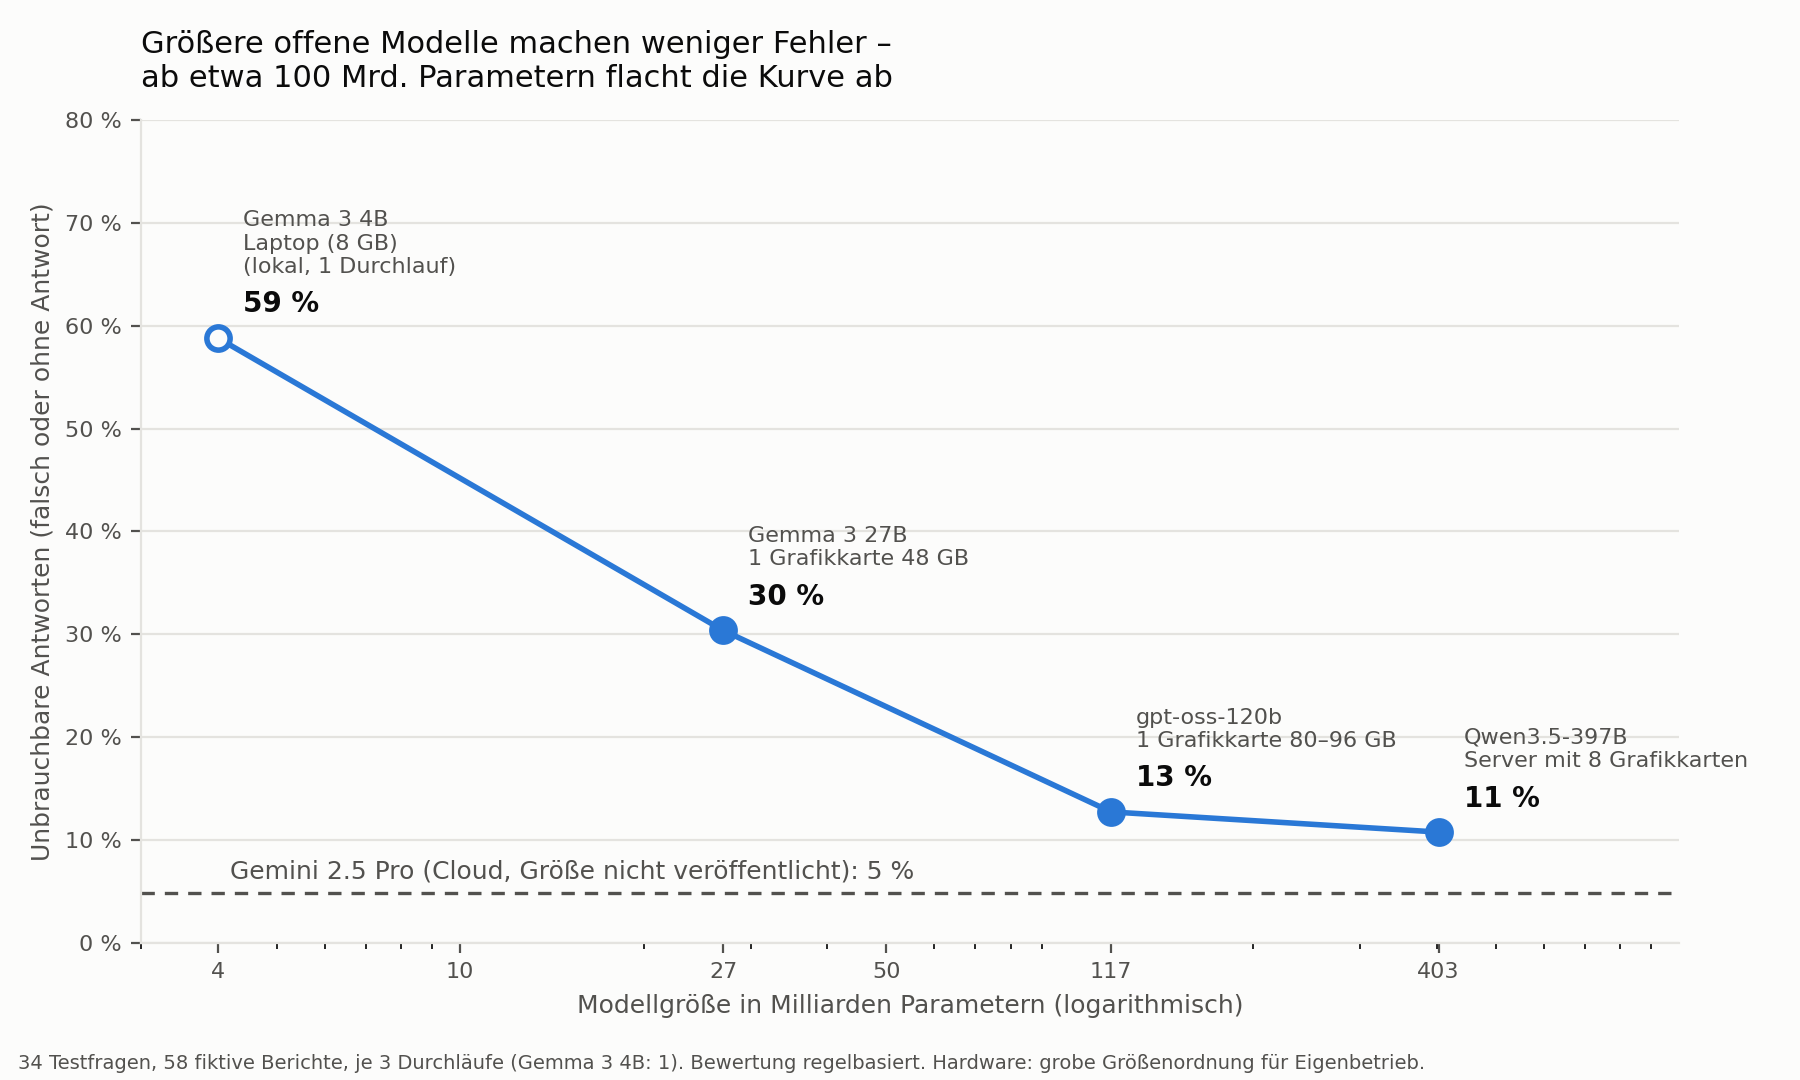 Größere offene Modelle machen weniger Fehler –
ab etwa 100 Mrd. Parametern flacht die Kurve ab
Unbrauchbare Antworten (falsch oder ohne Antwort)
80 %
70 %
60 %
50 %
40 %
30 %
20 %
10 %
0 %
Gemma 3 4B
Laptop (8 GB)
(lokal, 1 Durchlauf)
59 %
Gemma 3 27B
1 Grafikkarte 48 GB
30 %
gpt-oss-120b
1 Grafikkarte 80–96 GB
13 %
Qwen3.5-397B
Server mit 8 Grafikkarten
11 %
Gemini 2.5 Pro (Cloud, Größe nicht veröffentlicht): 5 %
4 10 27 50 117 403
Modellgröße in Milliarden Parametern (logarithmisch)
34 Testfragen, 58 fiktive Berichte, je 3 Durchläufe (Gemma 3 4B: 1). Bewertung regelbasiert. Hardware: grobe Größenordnung für Eigenbetrieb.